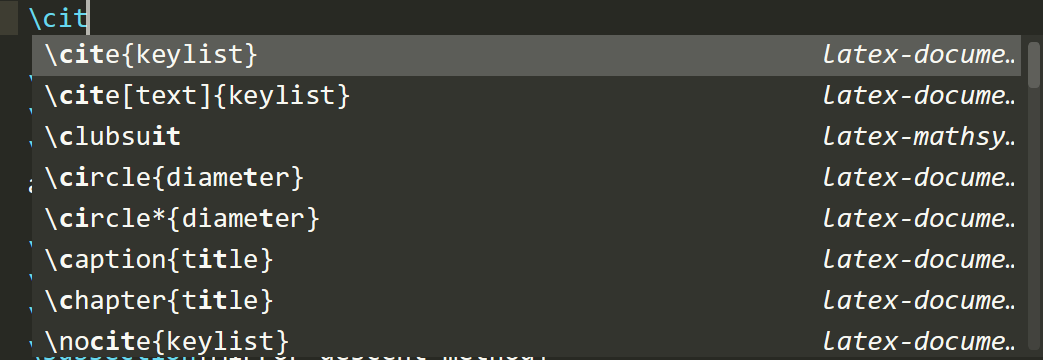 \cit
\cite{keylist} latex-docume…
\cite[text]{keylist} latex-docume…
\clubsuit latex-mathsy…
\circle{diameter} latex-docume…
\circle*{diameter} latex-docume…
\caption{title} latex-docume…
\chapter{title} latex-docume…
\nocite{keylist} latex-docume…